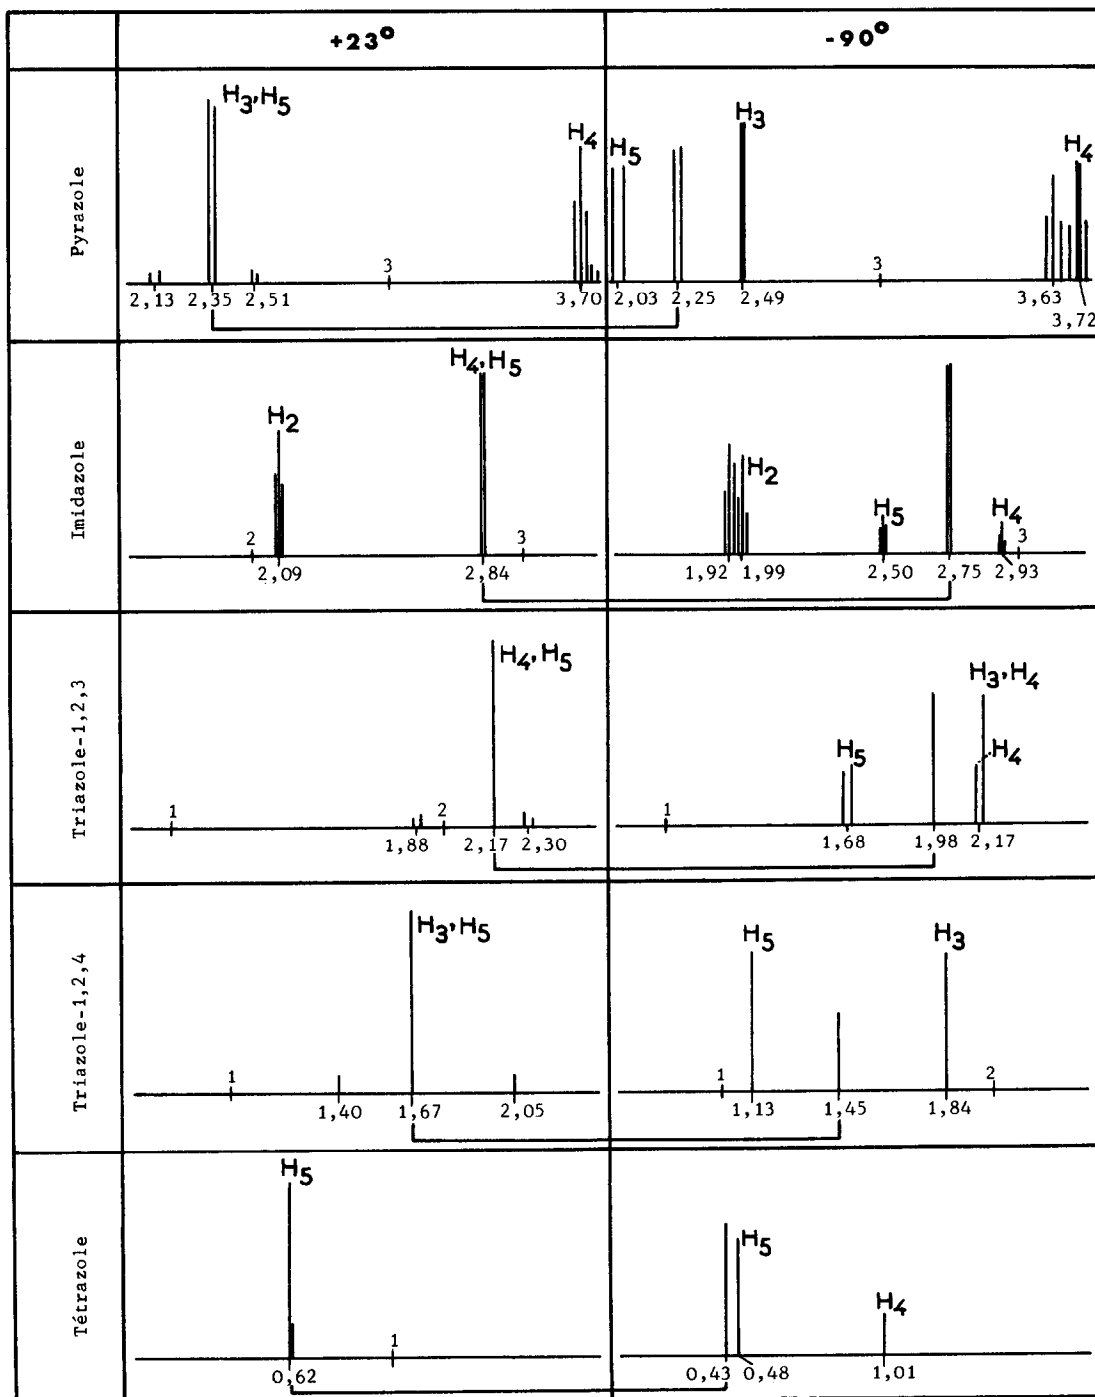 +23° -90°
Pyrazole
H3,H5 H4 H5 H3 H4
3 3
2,13 2,35 2,51 3,70 2,03 2,25 2,49 3,63
3,72
Imidazole
H4,H5
H2 H2 H5 H4
2 3 3
2,09 2,84 1,92 1,99 2,50 2,75 2,93
Triazole-1,2,3
H4,H5 H3,H4
H5 H4
1 2 1
1,88 2,17 2,30 1,68 1,98 2,17
Triazole-1,2,4
H3,H5 H5 H3
1 1 2
1,40 1,67 2,05 1,13 1,45 1,84
Tétrazole
H5 H5 H4
1
0,62 0,43 0,48 1,01